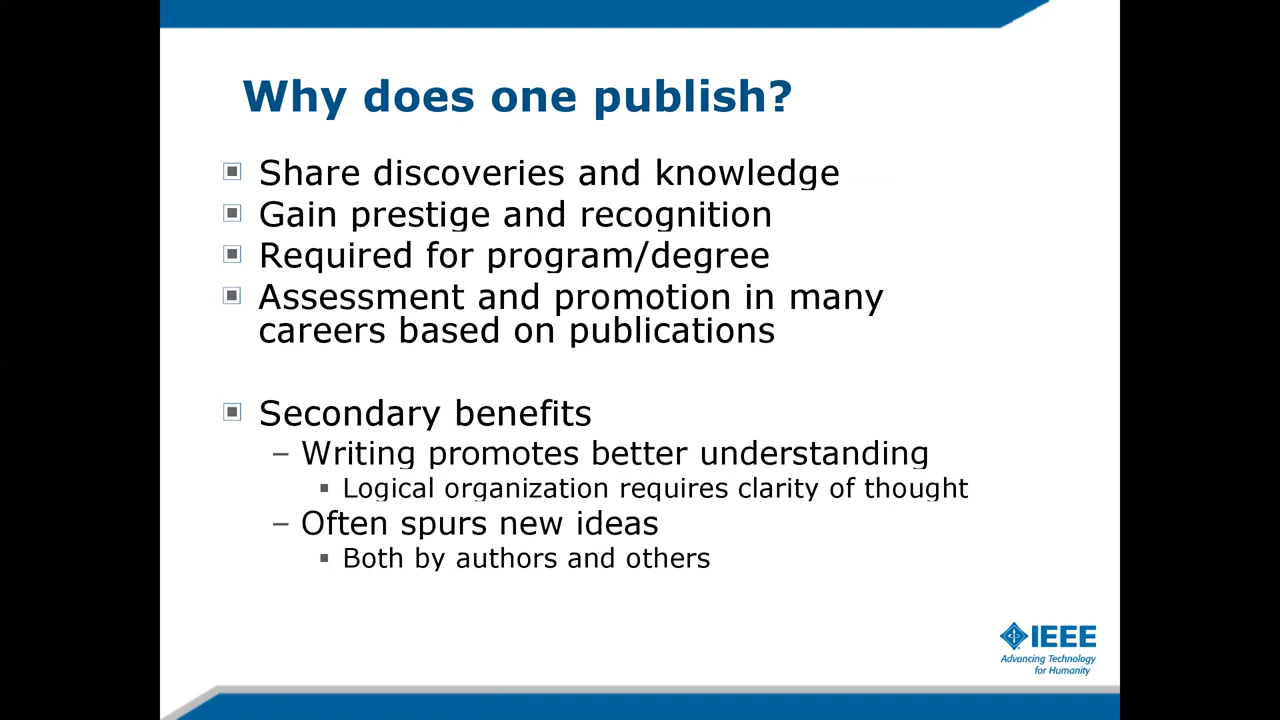 Why does one publish?
Share discoveries and knowledge
Gain prestige and recognition
Required for program/degree
Assessment and promotion in many
careers based on publications
Secondary benefits
– Writing promotes better understanding
Logical organization requires clarity of thought
– Often spurs new ideas
Both by authors and others
IEEE
Advancing Technology
for Humanity